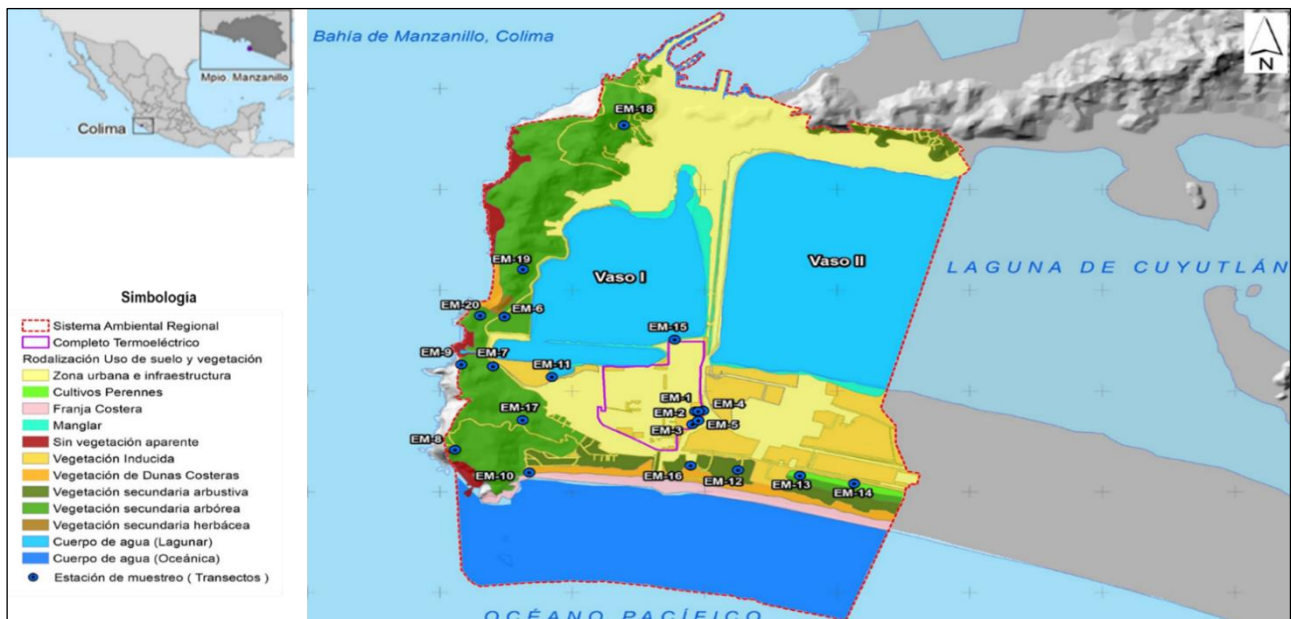 Mpio. Manzanillo
Colima
Bahía de Manzanillo, Colima
N
EM-18
EM-19
Vaso I
Vaso II
LAGUNA DE CUYUTLÁN
EM-20
EM-6
EM-15
EM-9
EM-7
EM-11
EM-1
EM-4
EM-2
EM-3
EM-5
EM-17
EM-8
EM-10
EM-16
EM-12
EM-13
EM-14
OCÉANO PACÍFICO
Simbologia
Sistema Ambiental Regional
Completo Termoeléctrico
Rodalización Uso de suelo y vegetación
Zona urbana e infraestructura
Cultivos Perennes
Franja Costera
Manglar
Sin vegetación aparente
Vegetación Inducida
Vegetación de Dunas Costeras
Vegetación secundaria arbustiva
Vegetación secundaria arbórea
Vegetación secundaria herbácea
Cuerpo de agua (Lagunar)
Cuerpo de agua (Oceánica)
Estación de muestreo ( Transectos )